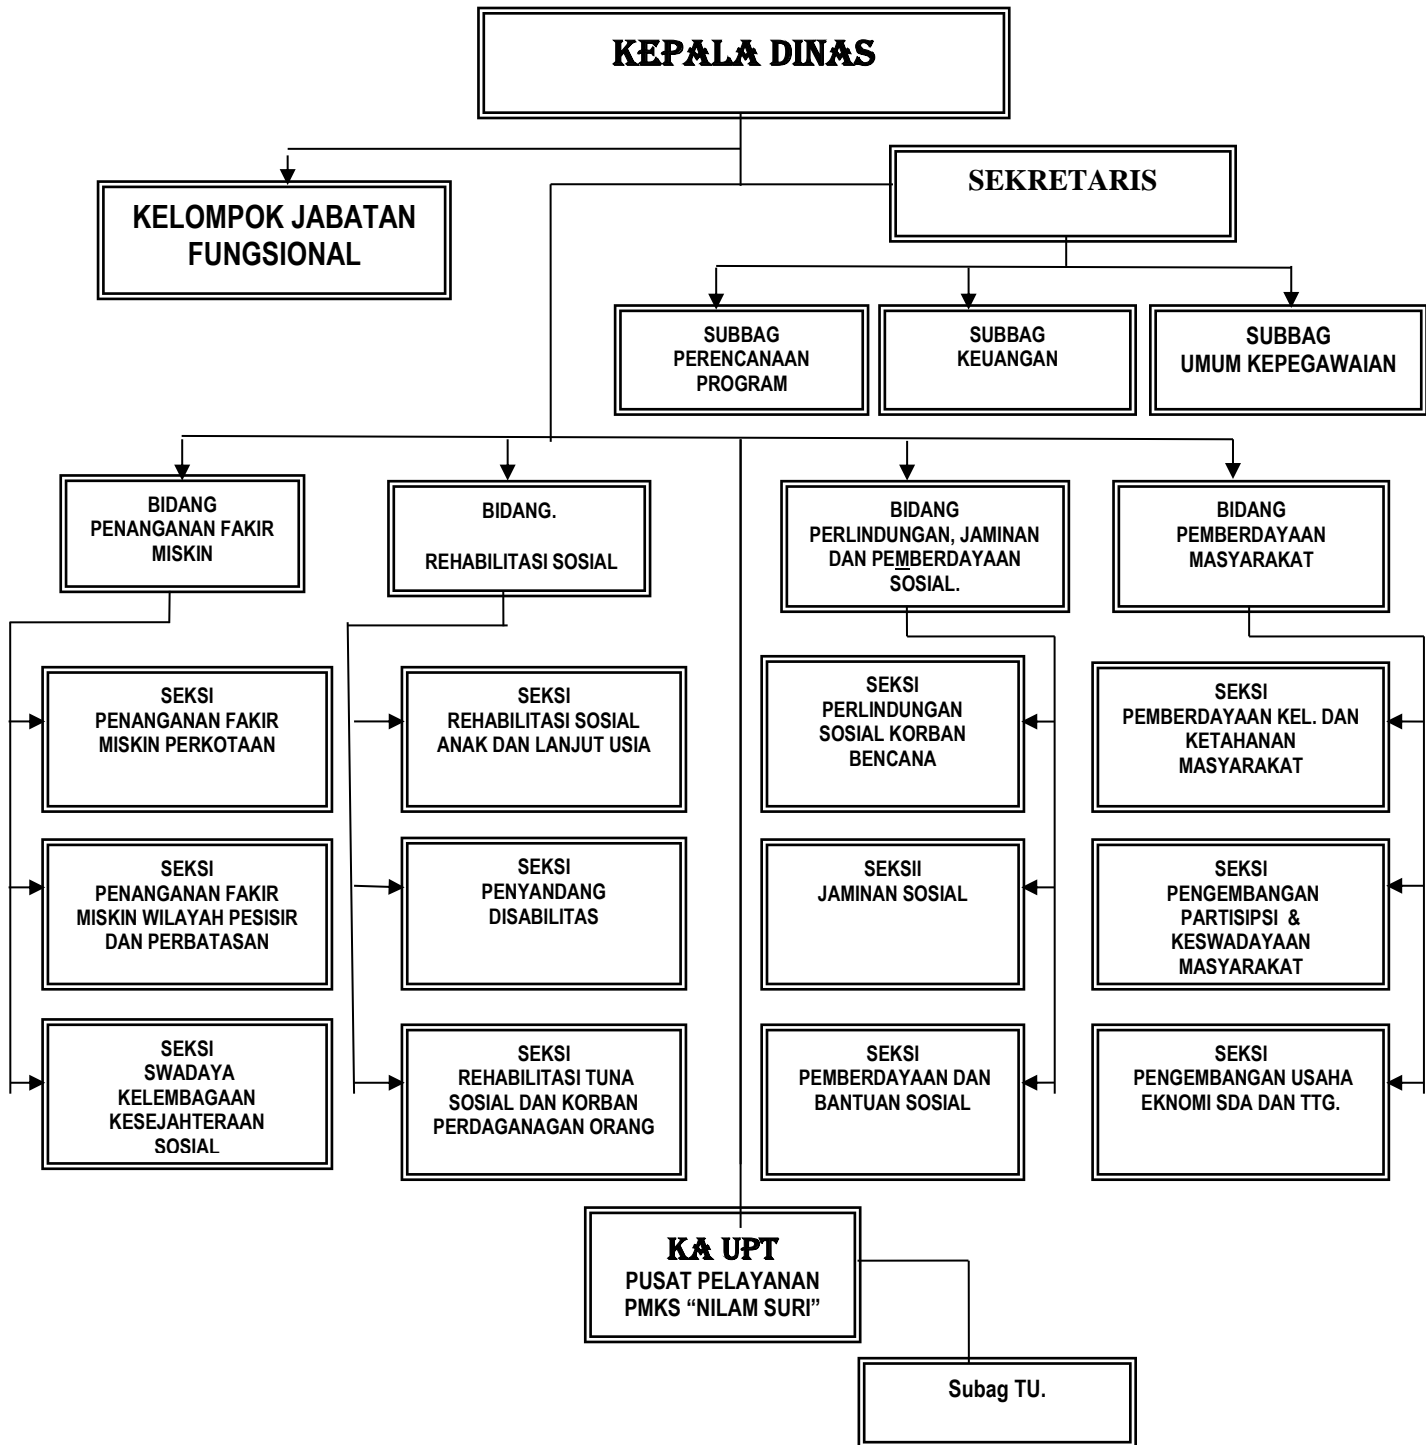 KEPALA DINAS
SEKRETARIS
KELOMPOK JABATAN
FUNGSIONAL
SUBBAG
PERENCANAAN
PROGRAM
SUBBAG
KEUANGAN
SUBBAG
UMUM KEPEGAWAIAN
BIDANG
PENANGANAN FAKIR
MISKIN
BIDANG.
REHABILITASI SOSIAL
BIDANG
PERLINDUNGAN, JAMINAN
DAN PEMBERDAYAAN
SOSIAL.
BIDANG
PEMBERDAYAAN
MASYARAKAT
SEKSI
PENANGANAN FAKIR
MISKIN PERKOTAAN
SEKSI
REHABILITASI SOSIAL
ANAK DAN LANJUT USIA
SEKSI
PERLINDUNGAN
SOSIAL KORBAN
BENCANA
SEKSI
PEMBERDAYAAN KEL. DAN
KETAHANAN
MASYARAKAT
SEKSI
PENANGANAN FAKIR
MISKIN WILAYAH PESISIR
DAN PERBATASAN
SEKSI
PENYANDANG
DISABILITAS
SEKSII
JAMINAN SOSIAL
SEKSI
PENGEMBANGAN
PARTISIPSI &
KESWADAYAAN
MASYARAKAT
SEKSI
SWADAYA
KELEMBAGAAN
KESEJAHTERAAN
SOSIAL
SEKSI
REHABILITASI TUNA
SOSIAL DAN KORBAN
PERDAGANAGAN ORANG
SEKSI
PEMBERDAYAAN DAN
BANTUAN SOSIAL
SEKSI
PENGEMBANGAN USAHA
EKNOMI SDA DAN TTG.
KA UPT
PUSAT PELAYANAN
PMKS “NILAM SURI”
Subag TU.